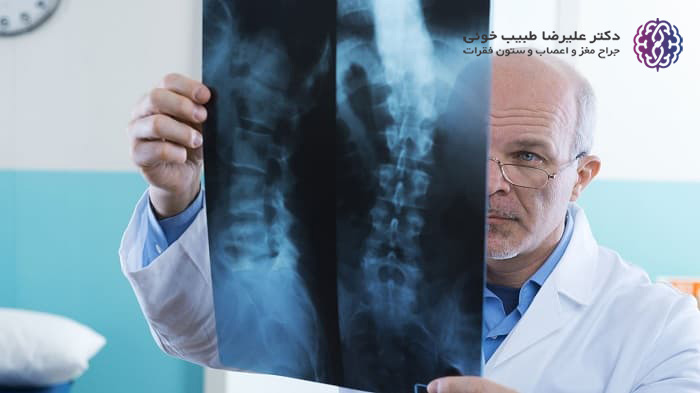 دکتر علیرضا طبیب خوئی
جراح مغز و اعصاب و ستون فقرات